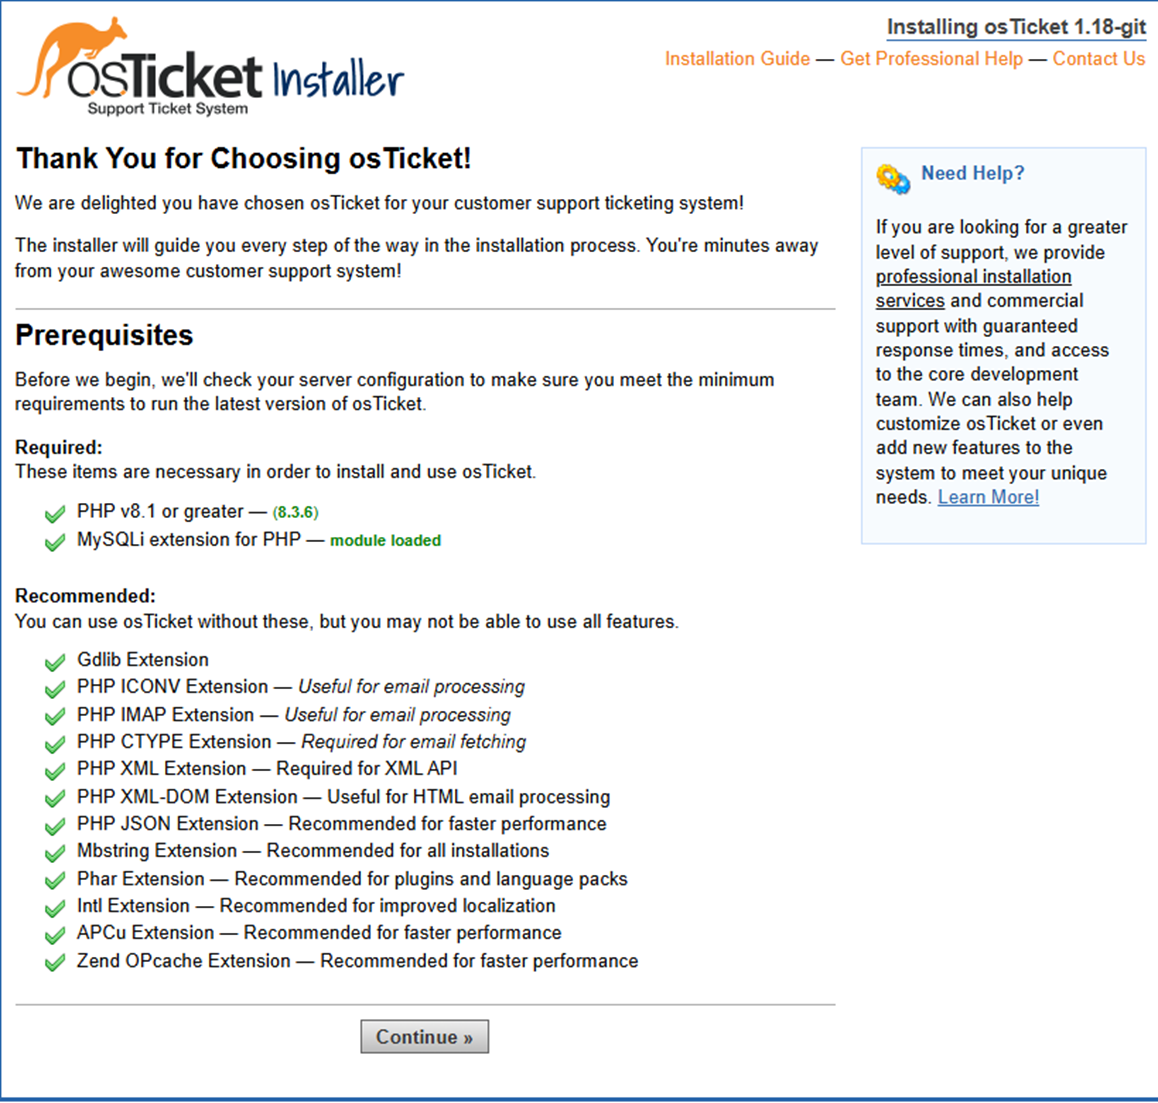 osTicket Installer
Support Ticket System
Installing osTicket 1.18-git
Installation Guide — Get Professional Help — Contact Us
Thank You for Choosing osTicket!
We are delighted you have chosen osTicket for your customer support ticketing system!
The installer will guide you every step of the way in the installation process. You're minutes away
from your awesome customer support system!
Prerequisites
Before we begin, we'll check your server configuration to make sure you meet the minimum
requirements to run the latest version of osTicket.
Required:
These items are necessary in order to install and use osTicket.
PHP v8.1 or greater — (8.3.6)
MySQLi extension for PHP — module loaded
Recommended:
You can use osTicket without these, but you may not be able to use all features.
Gdlib Extension
PHP ICONV Extension — Useful for email processing
PHP IMAP Extension — Useful for email processing
PHP CTYPE Extension — Required for email fetching
PHP XML Extension — Required for XML API
PHP XML-DOM Extension — Useful for HTML email processing
PHP JSON Extension — Recommended for faster performance
Mbstring Extension — Recommended for all installations
Phar Extension — Recommended for plugins and language packs
Intl Extension — Recommended for improved localization
APCu Extension — Recommended for faster performance
Zend OPcache Extension — Recommended for faster performance
Continue »
Need Help?
If you are looking for a greater
level of support, we provide
professional installation
services and commercial
support with guaranteed
response times, and access
to the core development
team. We can also help
customize osTicket or even
add new features to the
system to meet your unique
needs. Learn More!